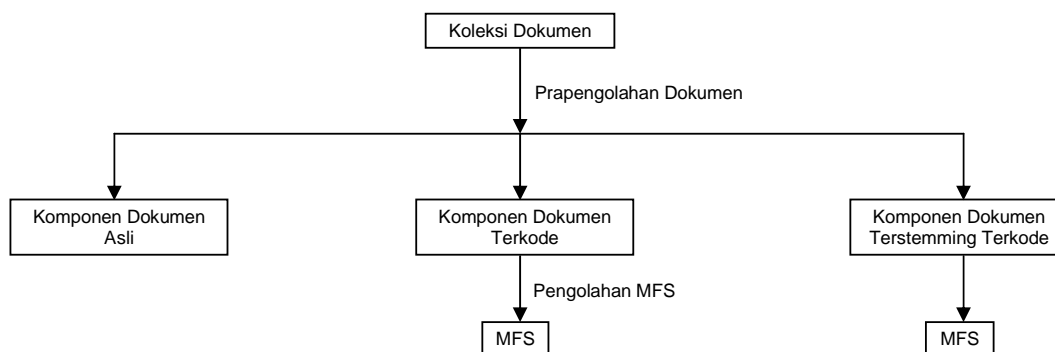 Koleksi Dokumen
Prapengolahan Dokumen
Komponen Dokumen
Asli
Komponen Dokumen
Terkode
Komponen Dokumen
Terstemming Terkode
Pengolahan MFS
MFS
MFS